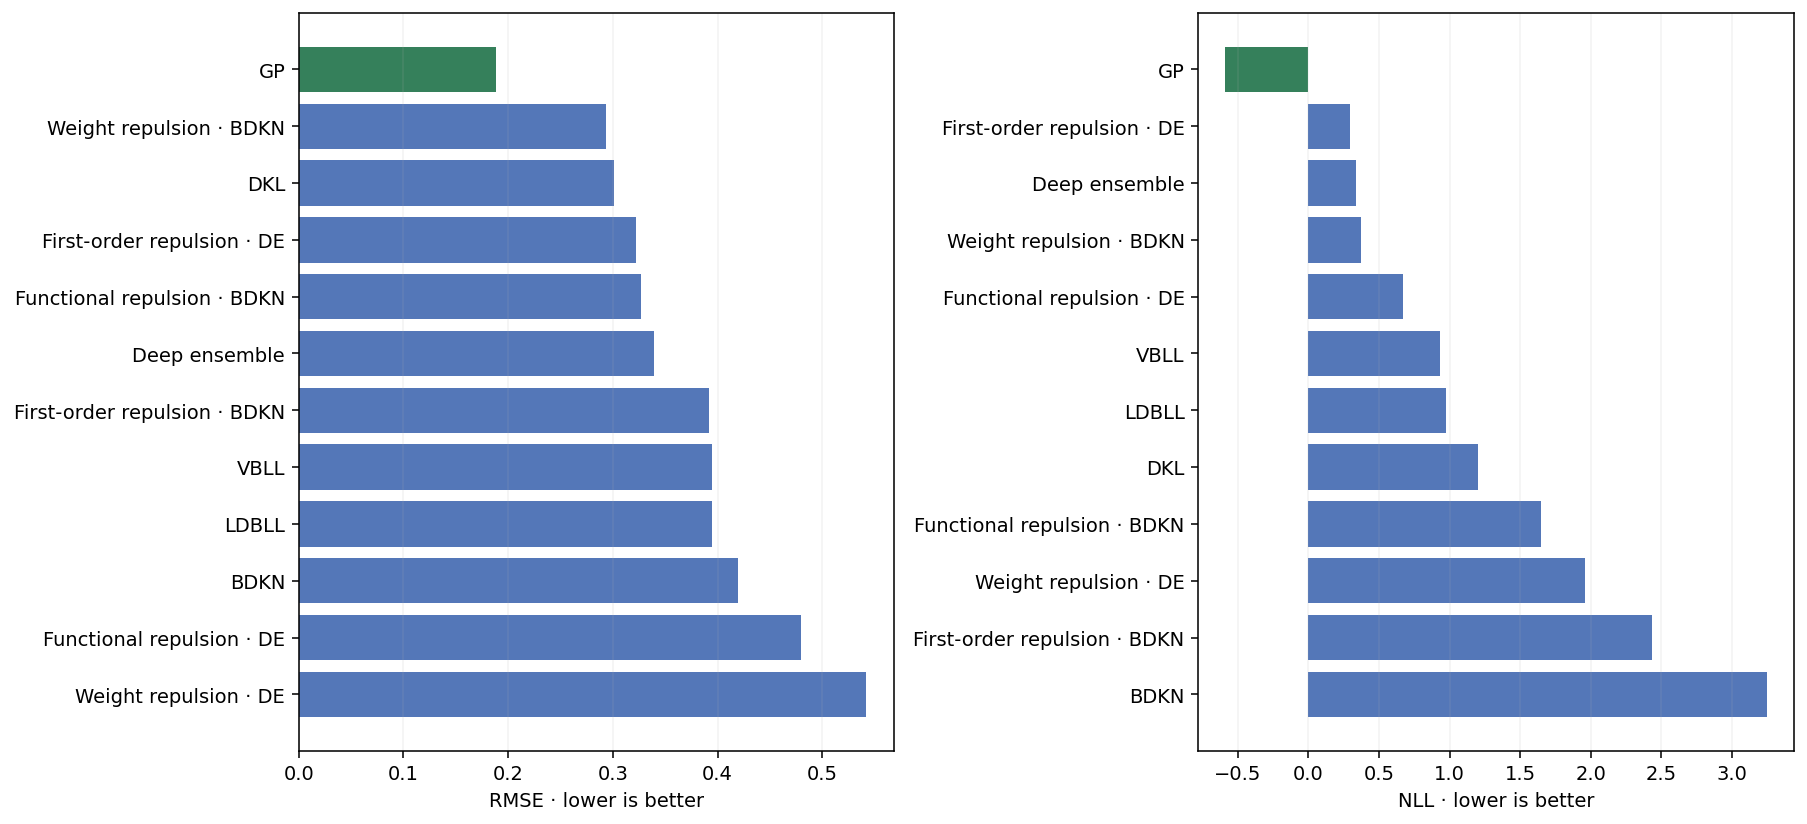 GP
Weight repulsion · BDKN
DKL
First-order repulsion · DE
Functional repulsion · BDKN
Deep ensemble
First-order repulsion · BDKN
VBLL
LDBLL
BDKN
Functional repulsion · DE
Weight repulsion · DE
0.0 0.1 0.2 0.3 0.4 0.5
RMSE · lower is better
GP
First-order repulsion · DE
Deep ensemble
Weight repulsion · BDKN
Functional repulsion · DE
VBLL
LDBLL
DKL
Functional repulsion · BDKN
Weight repulsion · DE
First-order repulsion · BDKN
BDKN
−0.5 0.0 0.5 1.0 1.5 2.0 2.5 3.0
NLL · lower is better